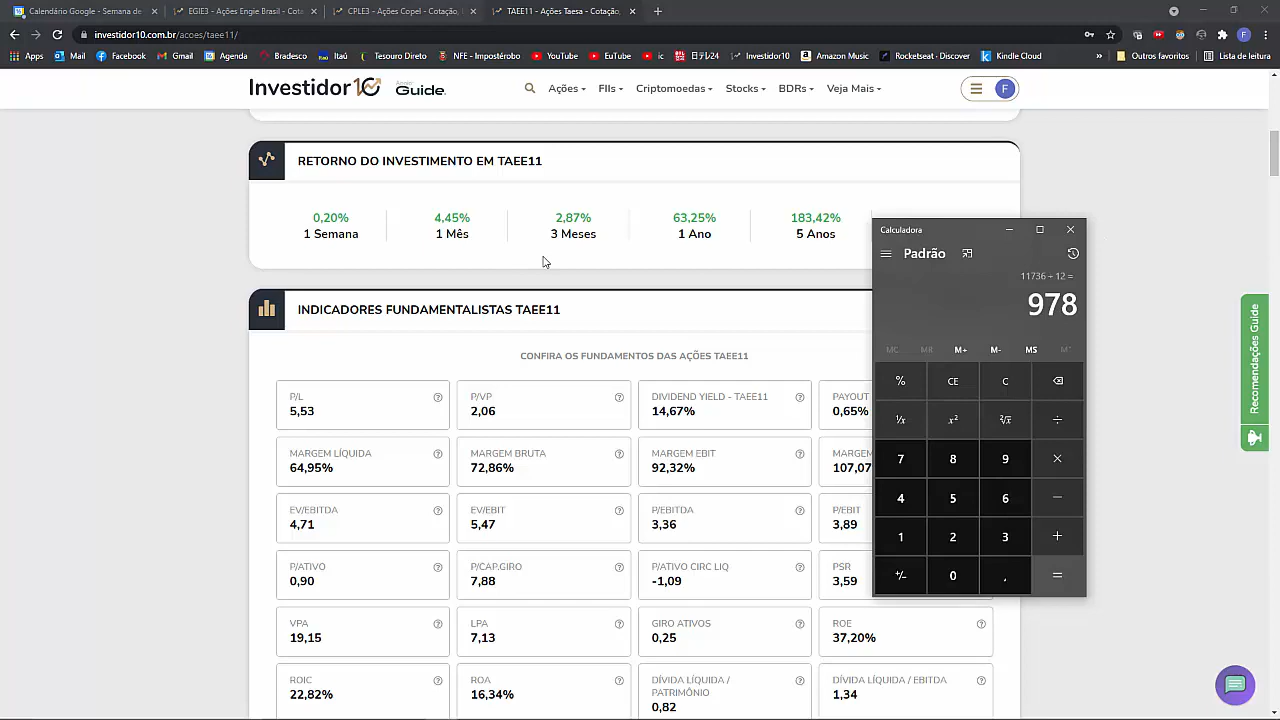 Calendário Google - Semana de
EGIE3 - Ações Engie Brasil - Cota
CPLE3 - Ações Copel - Cotação, I
TAEE11 - Ações Taesa - Cotação,
investidor10.com.br/acoes/taee11/
Apps
Mail
Facebook
Gmail
Agenda
Bradesco
Itaú
Tesouro Direto
NFE - Impostérobo
YouTube
EuTube
ic
日テレ24
Investidor10
Amazon Music
Rocketseat · Discover
Kindle Cloud
»
Outros favoritos
Lista de leitura
Investidor10
Guide.
Ações
FIIs
Criptomoedas
Stocks
BDRs
Veja Mais
F
RETORNO DO INVESTIMENTO EM TAEE11
0,20%
1 Semana
4,45%
1 Mês
2,87%
3 Meses
63,25%
1 Ano
183,42%
5 Anos
INDICADORES FUNDAMENTALISTAS TAEE11
CONFIRA OS FUNDAMENTOS DAS AÇÕES TAEE11
P/L
5,53
P/VP
2,06
DIVIDEND YIELD - TAEE11
14,67%
PAYOUT
0,65%
MARGEM LÍQUIDA
64,95%
MARGEM BRUTA
72,86%
MARGEM EBIT
92,32%
MARGEM
107,07
EV/EBITDA
4,71
EV/EBIT
5,47
P/EBITDA
3,36
P/EBIT
3,89
P/ATIVO
0,90
P/CAP.GIRO
7,88
P/ATIVO CIRC LIQ
-1,09
PSR
3,59
VPA
19,15
LPA
7,13
GIRO ATIVOS
0,25
ROE
37,20%
ROIC
22,82%
ROA
16,34%
DÍVIDA LÍQUIDA /
PATRIMÔNIO
0,82
DÍVIDA LÍQUIDA / EBITDA
1,34
Calculadora
Padrão
11736 ÷ 12 =
978
MC MR M+ M- MS M˅
% CE C
¹/x x² ²√x ÷
7 8 9 ×
4 5 6 −
1 2 3 +
+/- 0 , =
Recomendações Guide